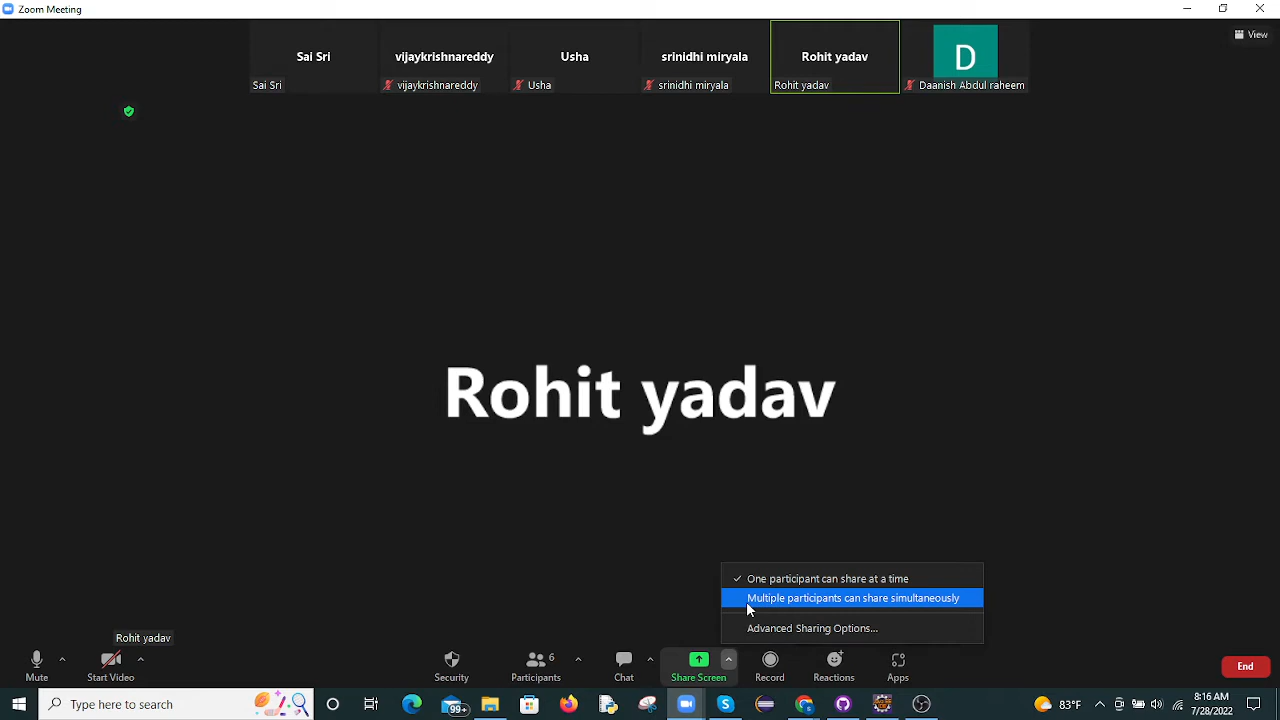 Zoom Meeting
View
Sai Sri
vijaykrishnareddy
Usha
srinidhi miryala
Rohit yadav
D
Sai Sri
vijaykrishnareddy
Usha
srinidhi miryala
Rohit yadav
Daanish Abdul raheem
Rohit yadav
One participant can share at a time
Multiple participants can share simultaneously
Advanced Sharing Options...
Rohit yadav
6
Mute
Start Video
Security
Participants
Chat
Share Screen
Record
Reactions
Apps
End
Type here to search
99+
83°F
8:16 AM
7/28/2022